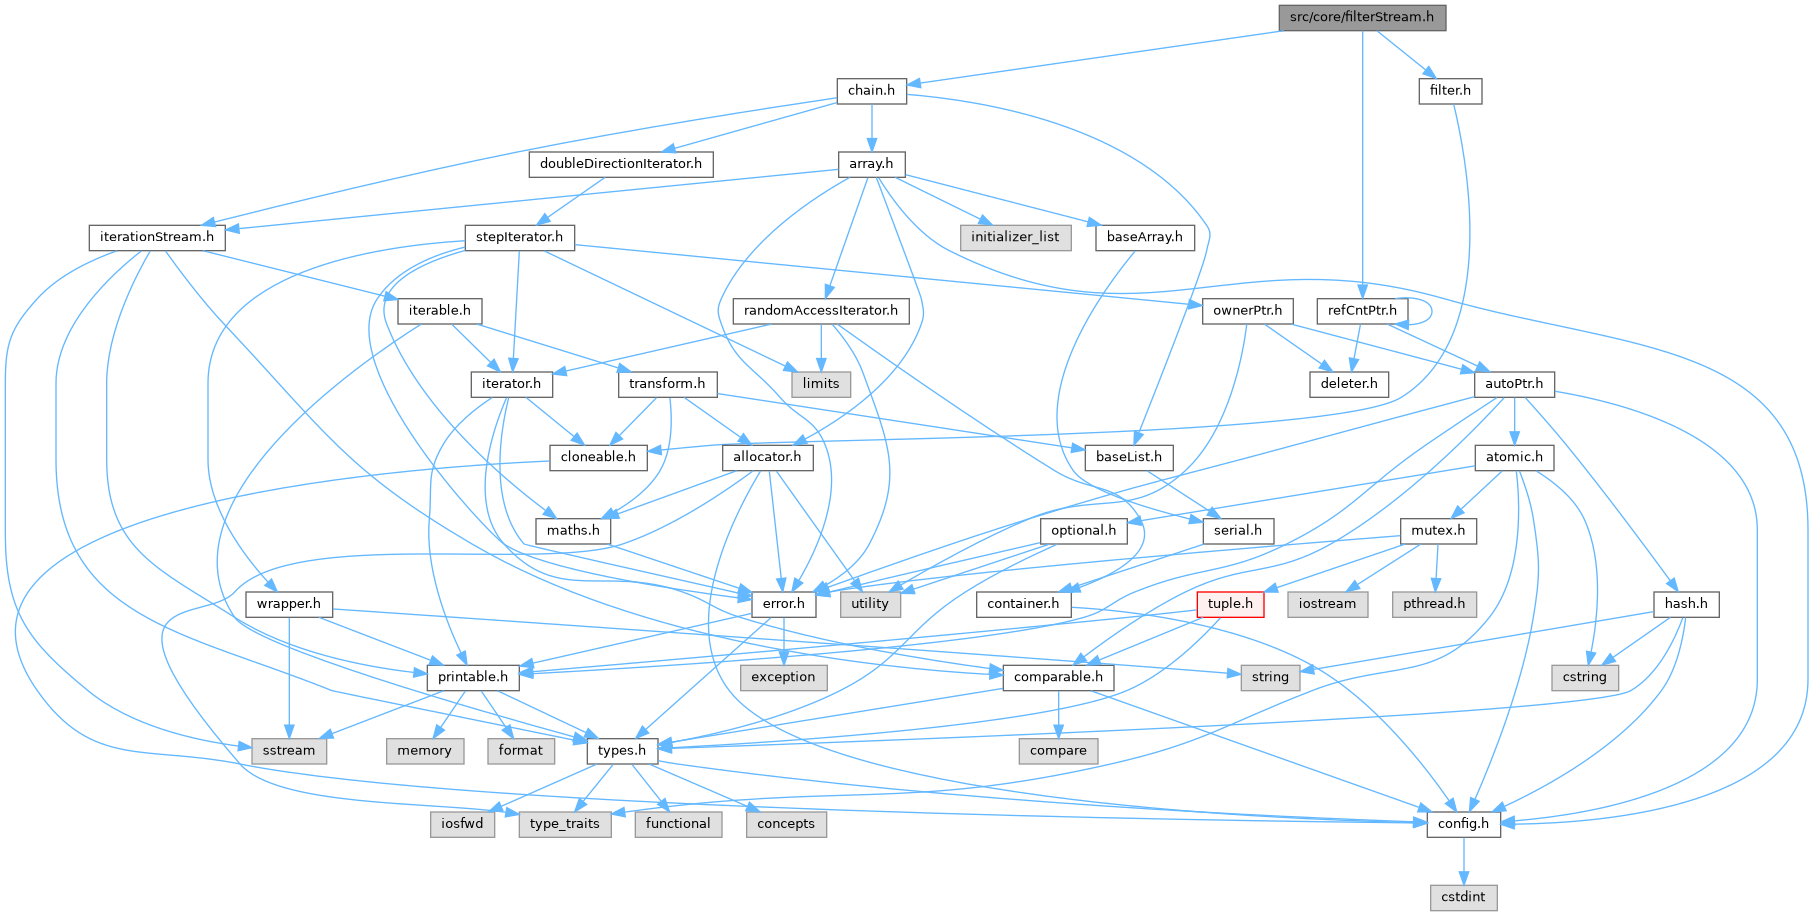 src/core/filterStream.h
chain.h
filter.h
doubleDirectionIterator.h
array.h
iterationStream.h
stepIterator.h
initializer_list
baseArray.h
iterable.h
randomAccessIterator.h
ownerPtr.h
refCntPtr.h
iterator.h
transform.h
limits
deleter.h
autoPtr.h
cloneable.h
allocator.h
baseList.h
atomic.h
maths.h
optional.h
serial.h
mutex.h
wrapper.h
error.h
utility
container.h
tuple.h
iostream
pthread.h
hash.h
printable.h
exception
comparable.h
string
cstring
sstream
memory
format
types.h
compare
iosfwd
type_traits
functional
concepts
config.h
cstdint